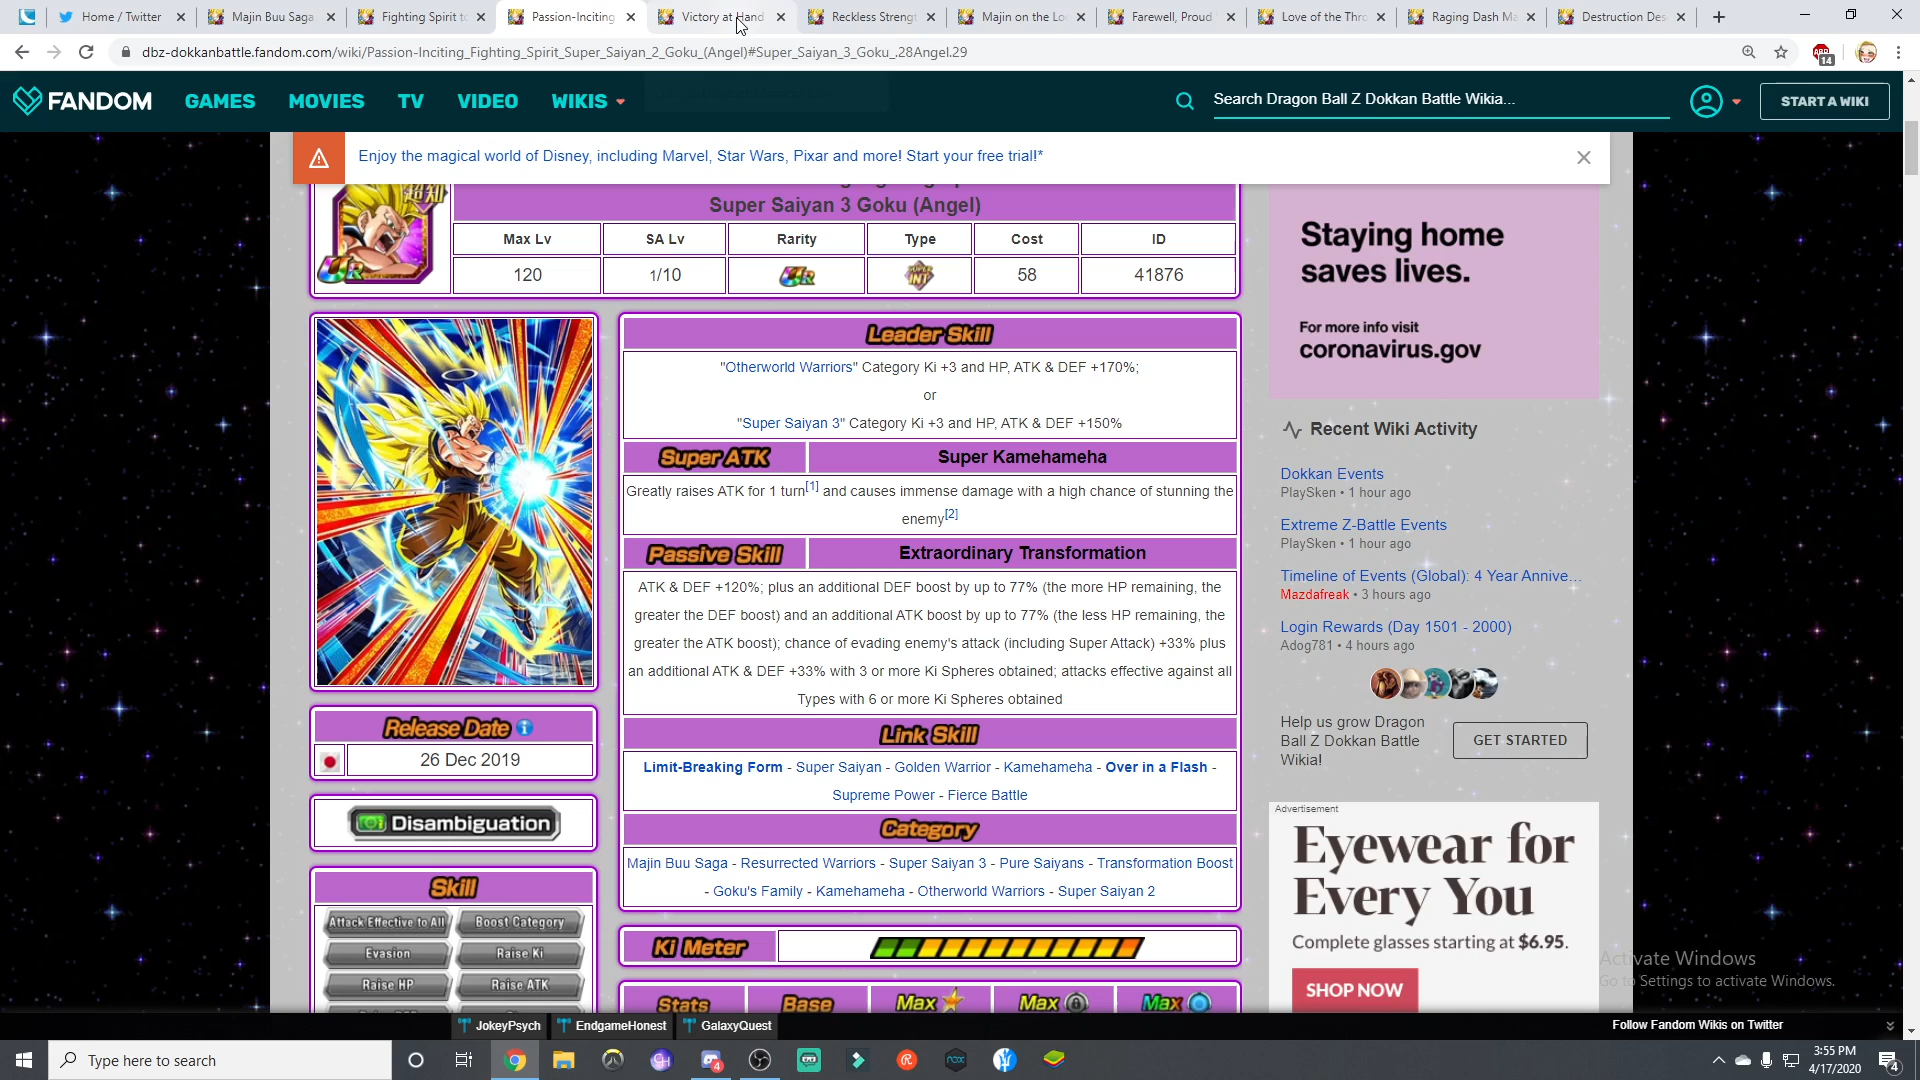 Home / Twitter
Majin Buu Saga
Fighting Spirit to
Passion-Inciting
Victory at Hand
Reckless Strengt
Majin on the Lo
Farewell, Proud
Love of the Thro
Raging Dash Ma
Destruction Des
dbz-dokkanbattle.fandom.com/wiki/Passion-Inciting_Fighting_Spirit_Super_Saiyan_2_Goku_(Angel)#Super_Saiyan_3_Goku_.28Angel.29
14
FANDOM
GAMES
MOVIES
TV
VIDEO
WIKIS
Search Dragon Ball Z Dokkan Battle Wikia...
START A WIKI
Enjoy the magical world of Disney, including Marvel, Star Wars, Pixar and more! Start your free trial!*
Super Saiyan 3 Goku (Angel)
Max Lv SA Lv Rarity Type Cost ID
120 1/10 UR SUPER INT 58 41876
UR
Leader Skill
"Otherworld Warriors" Category Ki +3 and HP, ATK & DEF +170%;
or
"Super Saiyan 3" Category Ki +3 and HP, ATK & DEF +150%
Super ATK Super Kamehameha
Greatly raises ATK for 1 turn[1] and causes immense damage with a high chance of stunning the
enemy[2]
Passive Skill Extraordinary Transformation
ATK & DEF +120%; plus an additional DEF boost by up to 77% (the more HP remaining, the
greater the DEF boost) and an additional ATK boost by up to 77% (the less HP remaining, the
greater the ATK boost); chance of evading enemy's attack (including Super Attack) +33% plus
an additional ATK & DEF +33% with 3 or more Ki Spheres obtained; attacks effective against all
Types with 6 or more Ki Spheres obtained
Link Skill
Limit-Breaking Form - Super Saiyan - Golden Warrior - Kamehameha - Over in a Flash -
Supreme Power - Fierce Battle
Category
Majin Buu Saga - Resurrected Warriors - Super Saiyan 3 - Pure Saiyans - Transformation Boost
- Goku's Family - Kamehameha - Otherworld Warriors - Super Saiyan 2
Ki Meter
Stats Base Max Max Max
Release Date
26 Dec 2019
Disambiguation
Skill
Attack Effective to All Boost Category
Evasion Raise Ki
Raise HP Raise ATK
Staying home
saves lives.
For more info visit
coronavirus.gov
Recent Wiki Activity
Dokkan Events
PlaySken • 1 hour ago
Extreme Z-Battle Events
PlaySken • 1 hour ago
Timeline of Events (Global): 4 Year Annive...
Mazdafreak • 3 hours ago
Login Rewards (Day 1501 - 2000)
Adog781 • 4 hours ago
Help us grow Dragon
Ball Z Dokkan Battle
Wikia!
GET STARTED
Advertisement
Eyewear for
Every You
Complete glasses starting at $6.95.
SHOP NOW
Activate Windows
Go to Settings to activate Windows.
JokeyPsych
EndgameHonest
GalaxyQuest
Follow Fandom Wikis on Twitter
Type here to search
3:55 PM
4/17/2020
4